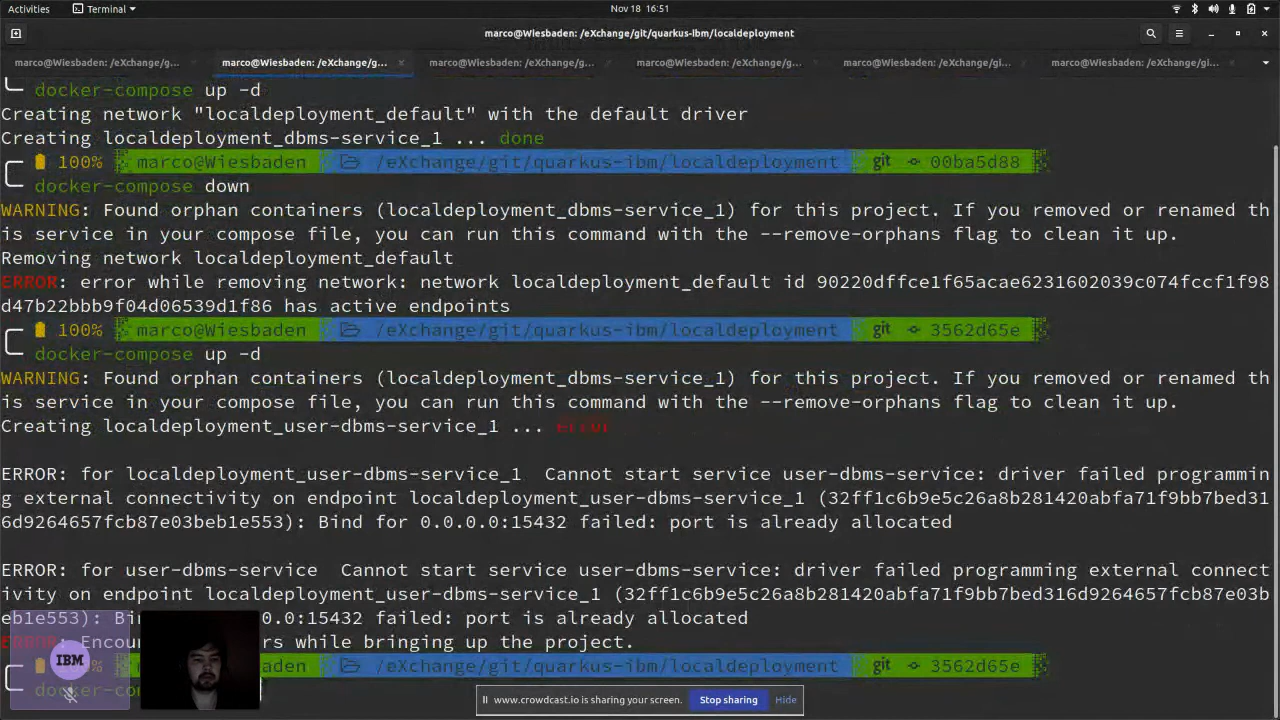 Activities
Terminal
Nov 18 16:51
marco@Wiesbaden: /eXchange/git/quarkus-ibm/localdeployment
marco@Wiesbaden: /eXchange/g... marco@Wiesbaden: /eXchange/g... marco@Wiesbaden: /eXchange/g... marco@Wiesbaden: /eXchange/g... marco@Wiesbaden: /eXchange/gi... marco@Wiesbaden: /eXchange/gi...
docker-compose up -d
Creating network "localdeployment_default" with the default driver
Creating localdeployment_dbms-service_1 ... done
100% marco@Wiesbaden /eXchange/git/quarkus-ibm/localdeployment git 00ba5d88
docker-compose down
WARNING: Found orphan containers (localdeployment_dbms-service_1) for this project. If you removed or renamed th
is service in your compose file, you can run this command with the --remove-orphans flag to clean it up.
Removing network localdeployment_default
ERROR: error while removing network: network localdeployment_default id 90220dffce1f65acae6231602039c074fccf1f98
d47b22bbb9f04d06539d1f86 has active endpoints
100% marco@Wiesbaden /eXchange/git/quarkus-ibm/localdeployment git 3562d65e
docker-compose up -d
WARNING: Found orphan containers (localdeployment_dbms-service_1) for this project. If you removed or renamed th
is service in your compose file, you can run this command with the --remove-orphans flag to clean it up.
Creating localdeployment_user-dbms-service_1 ... error
ERROR: for localdeployment_user-dbms-service_1 Cannot start service user-dbms-service: driver failed programmin
g external connectivity on endpoint localdeployment_user-dbms-service_1 (32ff1c6b9e5c26a8b281420abfa71f9bb7bed31
6d9264657fcb87e03beb1e553): Bind for 0.0.0.0:15432 failed: port is already allocated
ERROR: for user-dbms-service Cannot start service user-dbms-service: driver failed programming external connect
ivity on endpoint localdeployment_user-dbms-service_1 (32ff1c6b9e5c26a8b281420abfa71f9bb7bed316d9264657fcb87e03b
eb1e553): Bin 0.0.0:15432 failed: port is already allocated
ERROR: Encou rs while bringing up the project.
% baden /eXchange/git/quarkus-ibm/localdeployment git 3562d65e
docker-com
IBM
www.crowdcast.io is sharing your screen. Stop sharing Hide